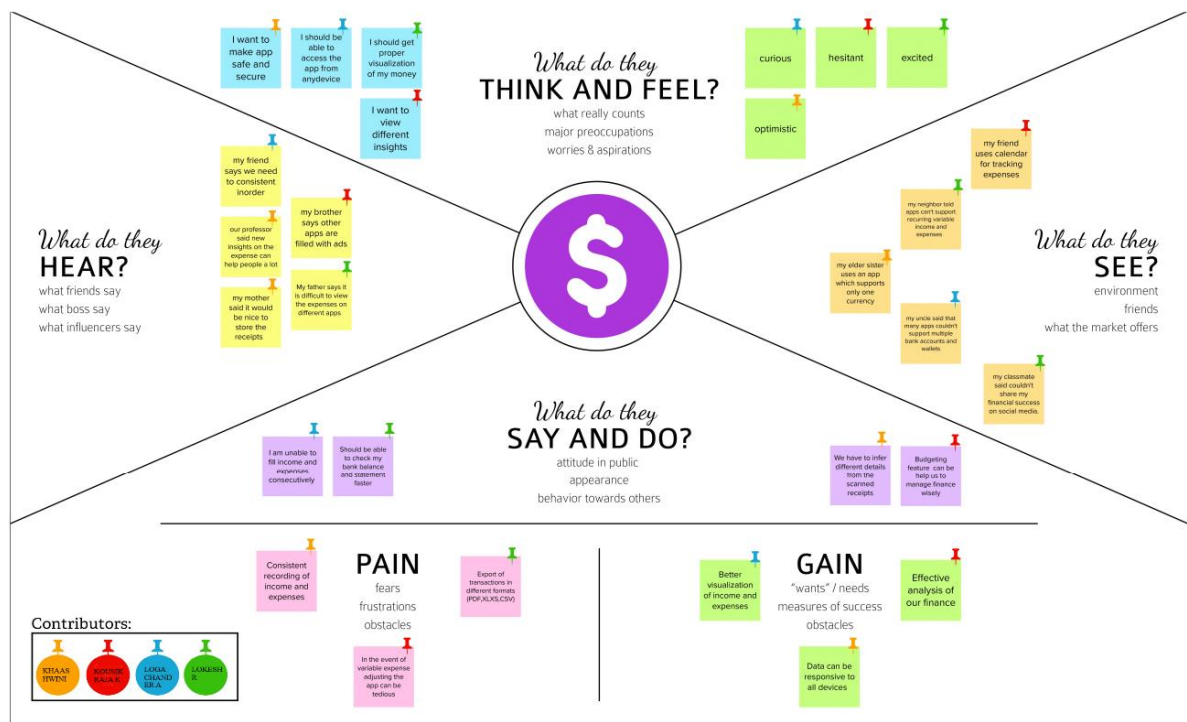 I want to
make app
safe and
secure
I should be
able to
access the
app from
anydevice
I should get
proper
visualization
of my money
I want to
view
different
insights
What do they
THINK AND FEEL?
what really counts
major preoccupations
worries & aspirations
curious
hesitant
excited
optimistic
What do they
HEAR?
what friends say
what boss say
what influencers say
my friend
says we need
to consistent
inorder
my brother
says other
apps are
filled with ads
our professor
said new
insights on the
expense can
help people a lot
My father says it
is difficult to view
the expenses on
different apps
my mother
said it would
be nice to
store the
receipts
$
my friend
uses calendar
for tracking
expenses
my neighbor told
apps can't support
recurring variable
income and
expenses
my elder sister
uses an app
which supports
only one
currency
my uncle said that
many apps couldn't
support multiple
bank accounts and
wallets
my classmate
said couldn't
share my
financial success
on social media.
What do they
SEE?
environment
friends
what the market offers
What do they
SAY AND DO?
attitude in public
appearance
behavior towards others
I am unable to
fill income and
expenses
consecutively
Should be able
to check my
bank balance
and statement
faster
We have to infer
different details
from the
scanned
receipts
Budgeting
feature can be
help us to
manage finance
wisely
PAIN
fears
frustrations
obstacles
Consistent
recording of
income and
expenses
Export of
transactions in
different formats
(PDF,XLXS,CSV)
In the event of
variable expense
adjusting the
app can be
tedious
GAIN
"wants" / needs
measures of success
obstacles
Better
visualization
of income and
expenses
Effective
analysis of
our finance
Data can be
responsive to
all devices
Contributors:
KHAAS
HWINI
KOUSIK
RAJA K
LOGA
CHAND
ER A
LOKESH
R